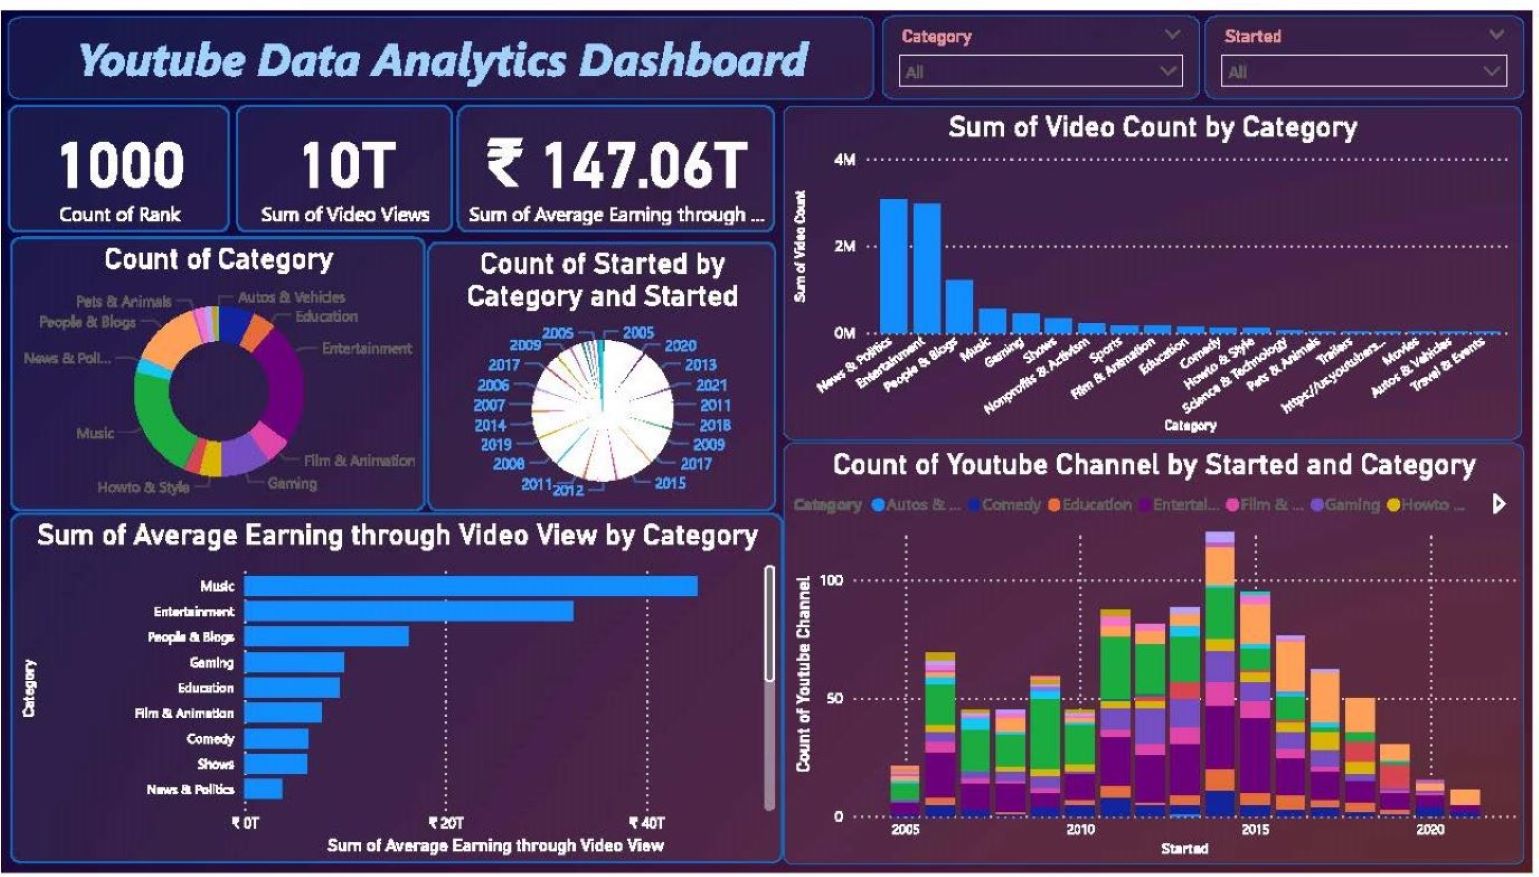 Youtube Data Analytics Dashboard
Category
All
Started
All
1000
Count of Rank
10T
Sum of Video Views
₹ 147.06T
Sum of Average Earning through ...
Sum of Video Count by Category
Sum of Video Count
4M
2M
0M
News & Politics
Entertainment
People & Blogs
Music
Gaming
Shows
Nonprofits & Activism
Sports
Film & Animation
Education
Comedy
Howto & Style
Science & Technology
Pets & Animals
Trailers
https://us.youtubers...
Movies
Autos & Vehicles
Travel & Events
Category
Count of Category
Pets & Animals
Autos & Vehicles
People & Blogs
Education
News & Poli...
Entertainment
Music
Film & Animation
Howto & Style
Gaming
Count of Started by
Category and Started
2005
2005
2009
2020
2017
2013
2006
2021
2007
2011
2014
2018
2019
2009
2008
2017
2011
2012
2015
Sum of Average Earning through Video View by Category
Category
Music
Entertainment
People & Blogs
Gaming
Education
Film & Animation
Comedy
Shows
News & Politics
₹ 0T
₹ 20T
₹ 40T
Sum of Average Earning through Video View
Count of Youtube Channel by Started and Category
Category Autos & ... Comedy Education Entertai... Film & ... Gaming Howto ...
Count of Youtube Channel
100
50
0
2005
2010
2015
2020
Started